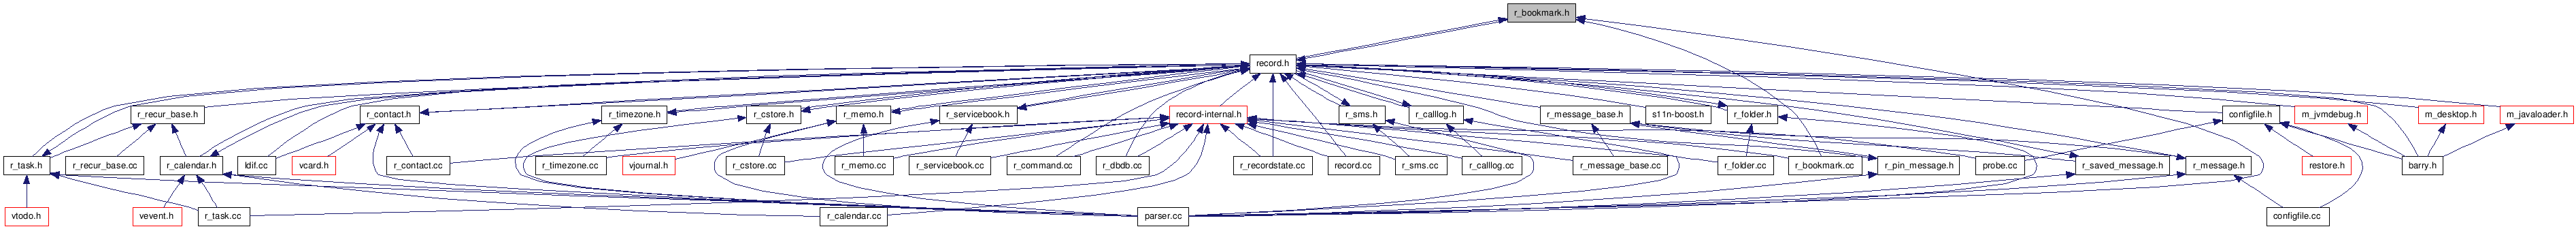 r_bookmark.h
record.h
r_recur_base.h
r_contact.h
r_timezone.h
r_cstore.h
r_memo.h
r_servicebook.h
record-internal.h
r_sms.h
r_calllog.h
r_message_base.h
s11n-boost.h
r_folder.h
configfile.h
m_jvmdebug.h
m_desktop.h
m_javaloader.h
r_task.h
r_recur_base.cc
r_calendar.h
ldif.cc
vcard.h
r_contact.cc
r_timezone.cc
vjournal.h
r_cstore.cc
r_memo.cc
r_servicebook.cc
r_command.cc
r_dbdb.cc
r_recordstate.cc
record.cc
r_sms.cc
r_calllog.cc
r_message_base.cc
r_folder.cc
r_bookmark.cc
r_pin_message.h
probe.cc
r_saved_message.h
r_message.h
restore.h
barry.h
vtodo.h
vevent.h
r_task.cc
r_calendar.cc
parser.cc
configfile.cc